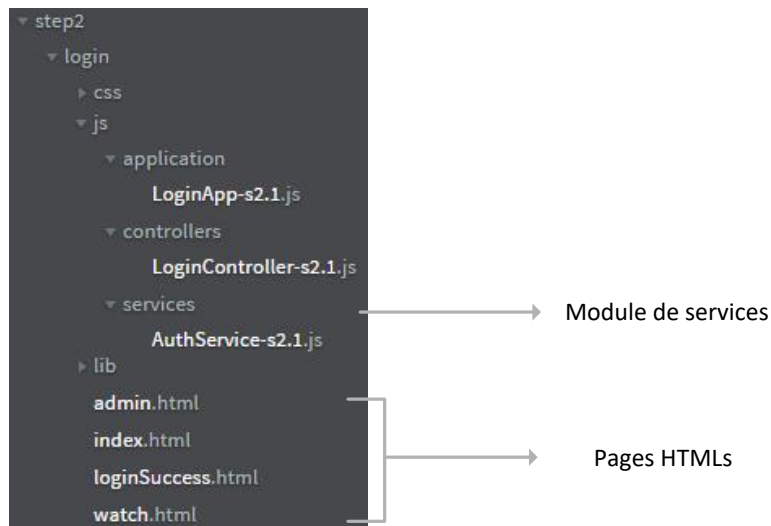 step2
login
css
js
application
LoginApp-s2.1.js
controllers
LoginController-s2.1.js
services
AuthService-s2.1.js
lib
admin.html
index.html
loginSuccess.html
watch.html
Module de services
Pages HTMLs